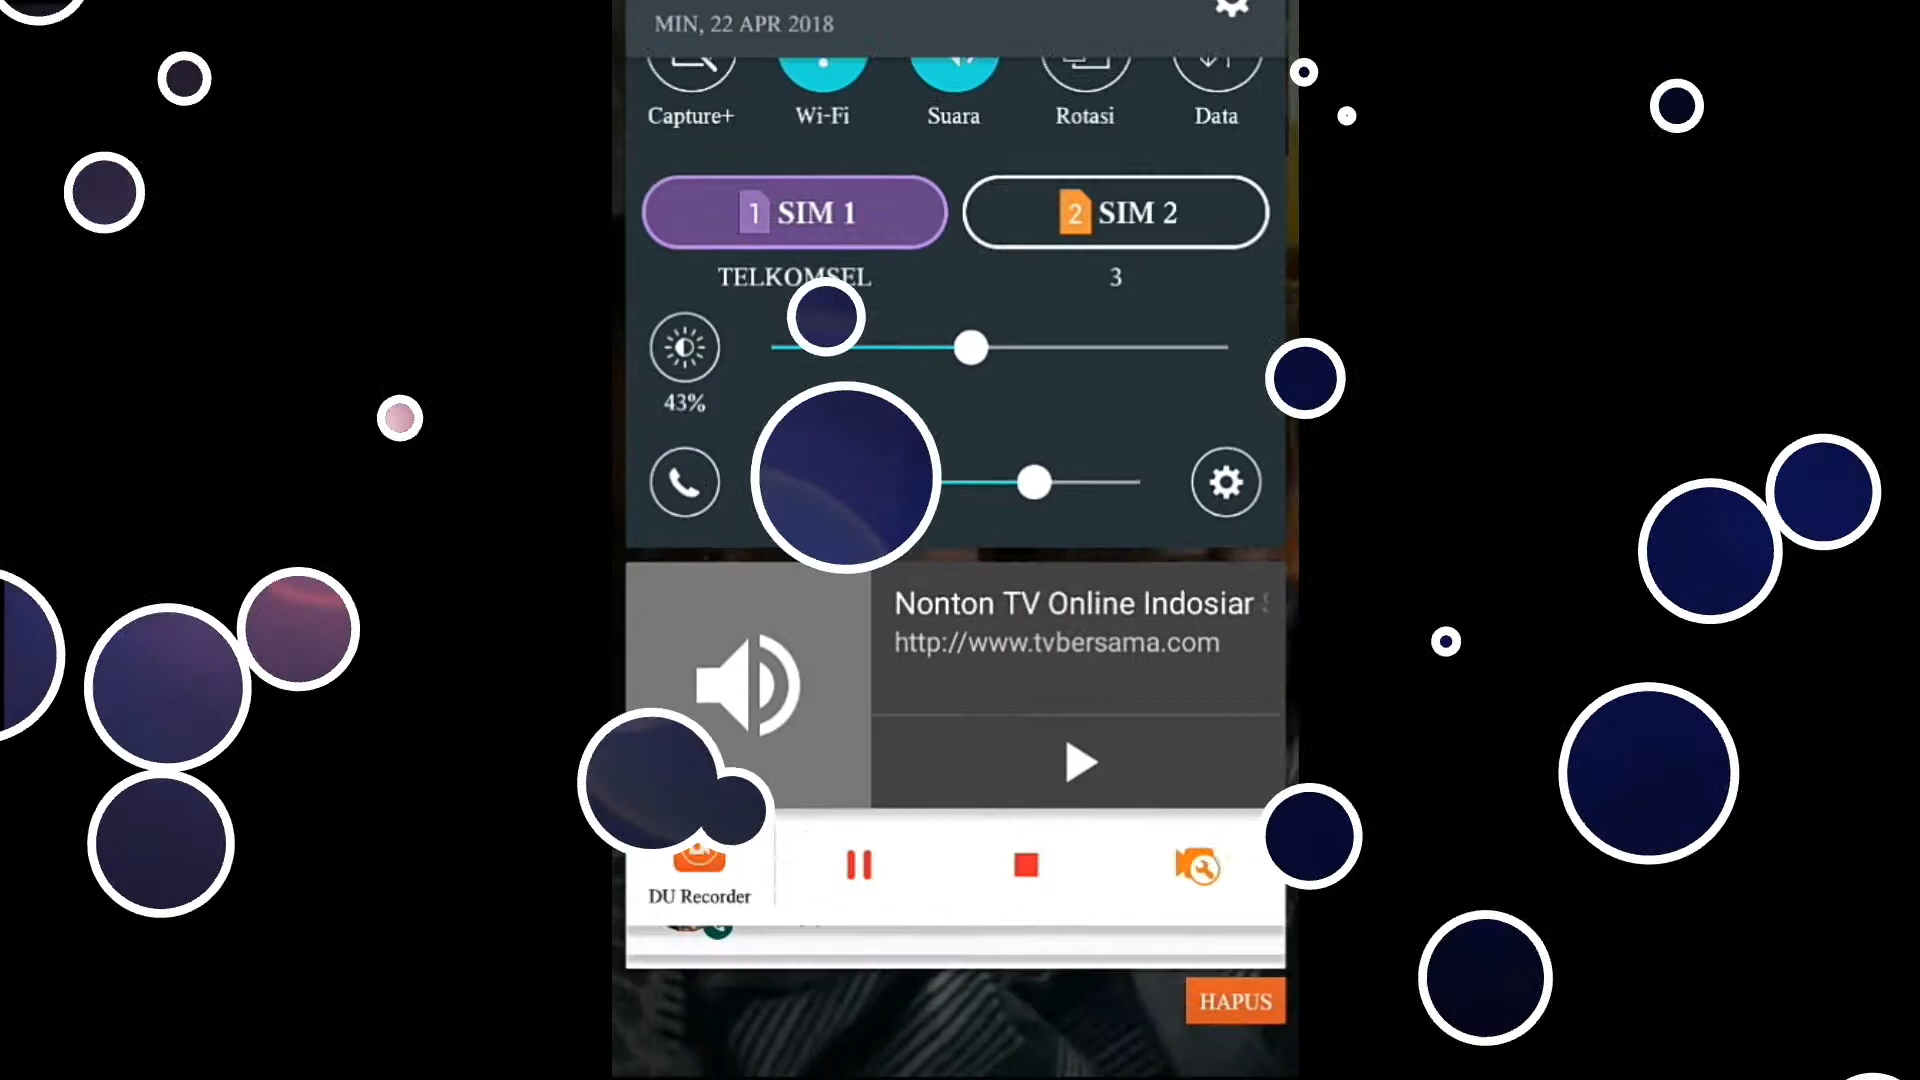 MIN, 22 APR 2018
Capture+ Wi-Fi Suara Rotasi Data
1 SIM 1 2 SIM 2
TELKOMSEL 3
43%
Nonton TV Online Indosiar
http://www.tvbersama.com
DU Recorder
HAPUS